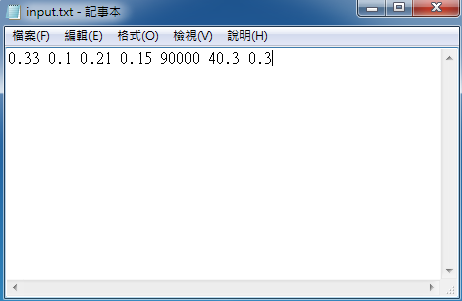 input.txt - 記事本
檔案(F) 編輯(E) 格式(O) 檢視(V) 說明(H)
0.33 0.1 0.21 0.15 90000 40.3 0.3